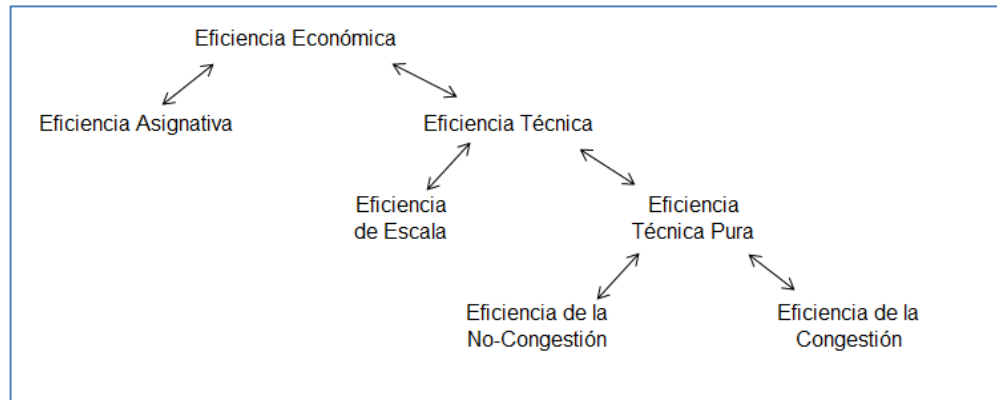 Eficiencia Económica
Eficiencia Asignativa
Eficiencia Técnica
Eficiencia
de Escala
Eficiencia
Técnica Pura
Eficiencia de la
No-Congestión
Eficiencia de la
Congestión